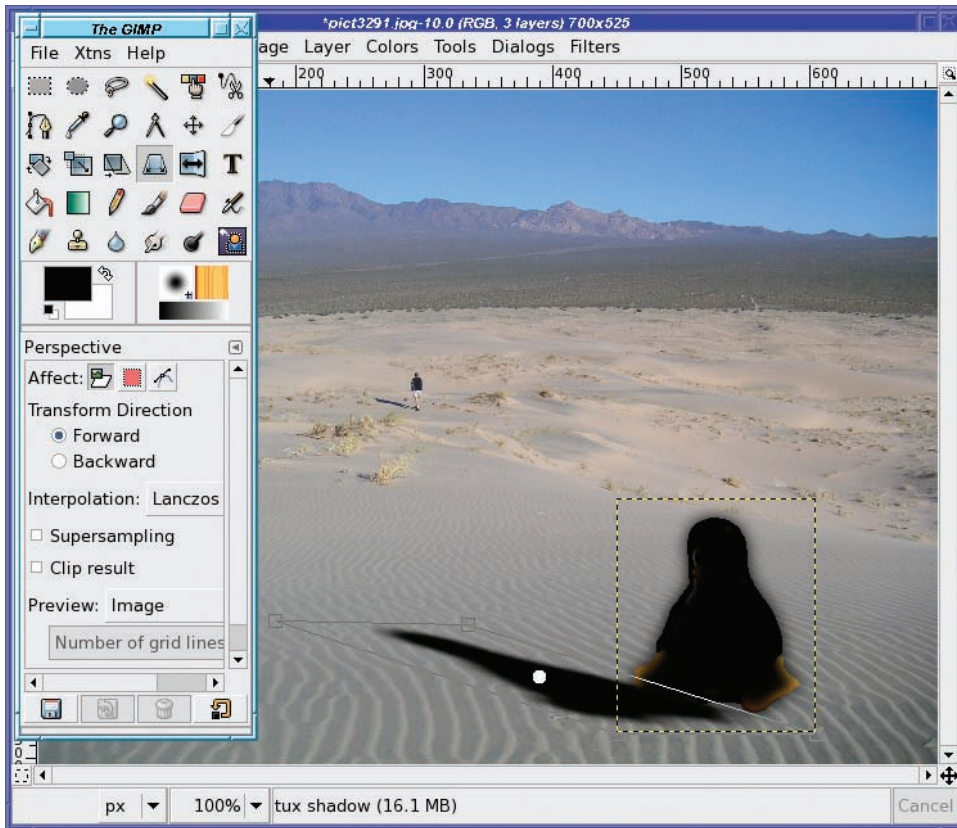 *pict3291.jpg-10.0 (RGB, 3 layers) 700x525
The GIMP
File Xtns Help
age Layer Colors Tools Dialogs Filters
200 300 400 500 600
T
Perspective
Affect:
Transform Direction
Forward
Backward
Interpolation: Lanczos
Supersampling
Clip result
Preview: Image
Number of grid lines
px 100% tux shadow (16.1 MB) Cancel